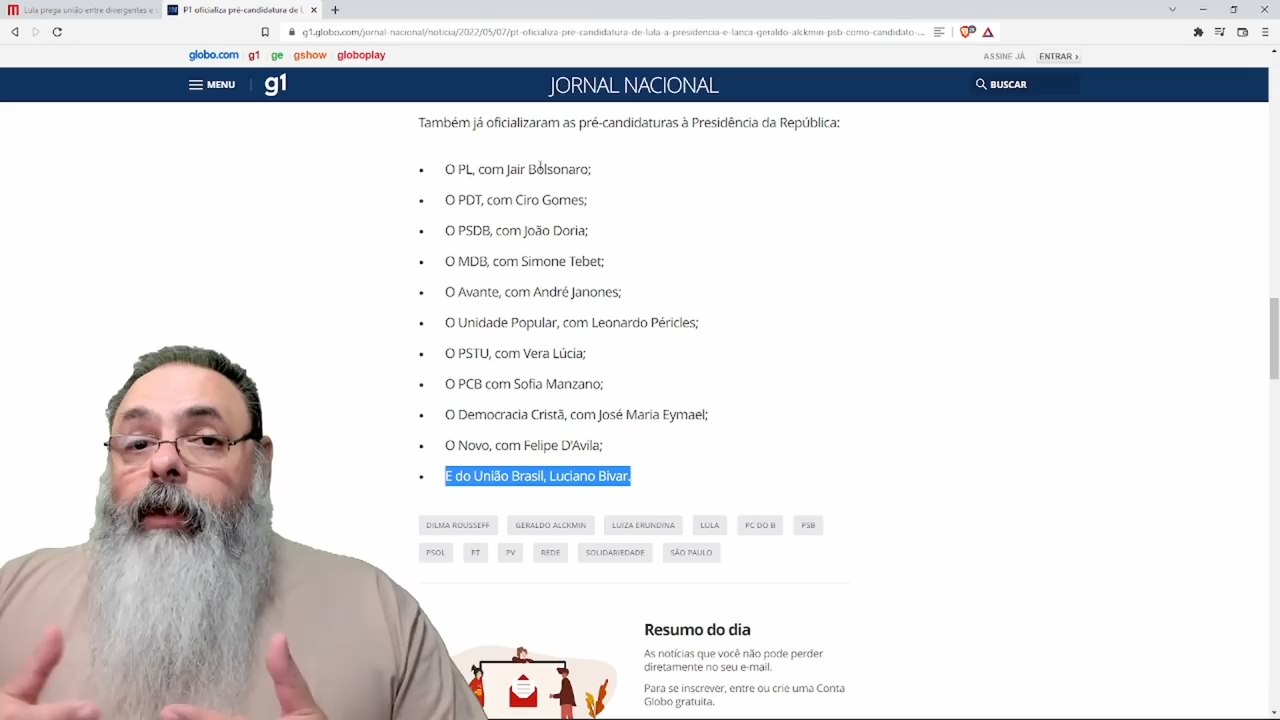 Lula prega união entre divergentes e s
PT oficializa pré-candidatura de L
g1.globo.com/jornal-nacional/noticia/2022/05/07/pt-oficializa-pre-candidatura-de-lula-a-presidencia-e-lanca-geraldo-alckmin-psb-como-candidato-...
globo.com g1 ge gshow globoplay
ASSINE JÁ ENTRAR ›
MENU g1 JORNAL NACIONAL BUSCAR
Também já oficializaram as pré-candidaturas à Presidência da República:
• O PL, com Jair Bolsonaro;
• O PDT, com Ciro Gomes;
• O PSDB, com João Doria;
• O MDB, com Simone Tebet;
• O Avante, com André Janones;
• O Unidade Popular, com Leonardo Péricles;
• O PSTU, com Vera Lúcia;
• O PCB com Sofia Manzano;
• O Democracia Cristã, com José Maria Eymael;
• O Novo, com Felipe D'Avila;
• E do União Brasil, Luciano Bivar.
DILMA ROUSSEFF GERALDO ALCKMIN LUIZA ERUNDINA LULA PC DO B PSB
PSOL PT PV REDE SOLIDARIEDADE SÃO PAULO
Resumo do dia
As notícias que você não pode perder
diretamente no seu e-mail.
Para se inscrever, entre ou crie uma Conta
Globo gratuita.